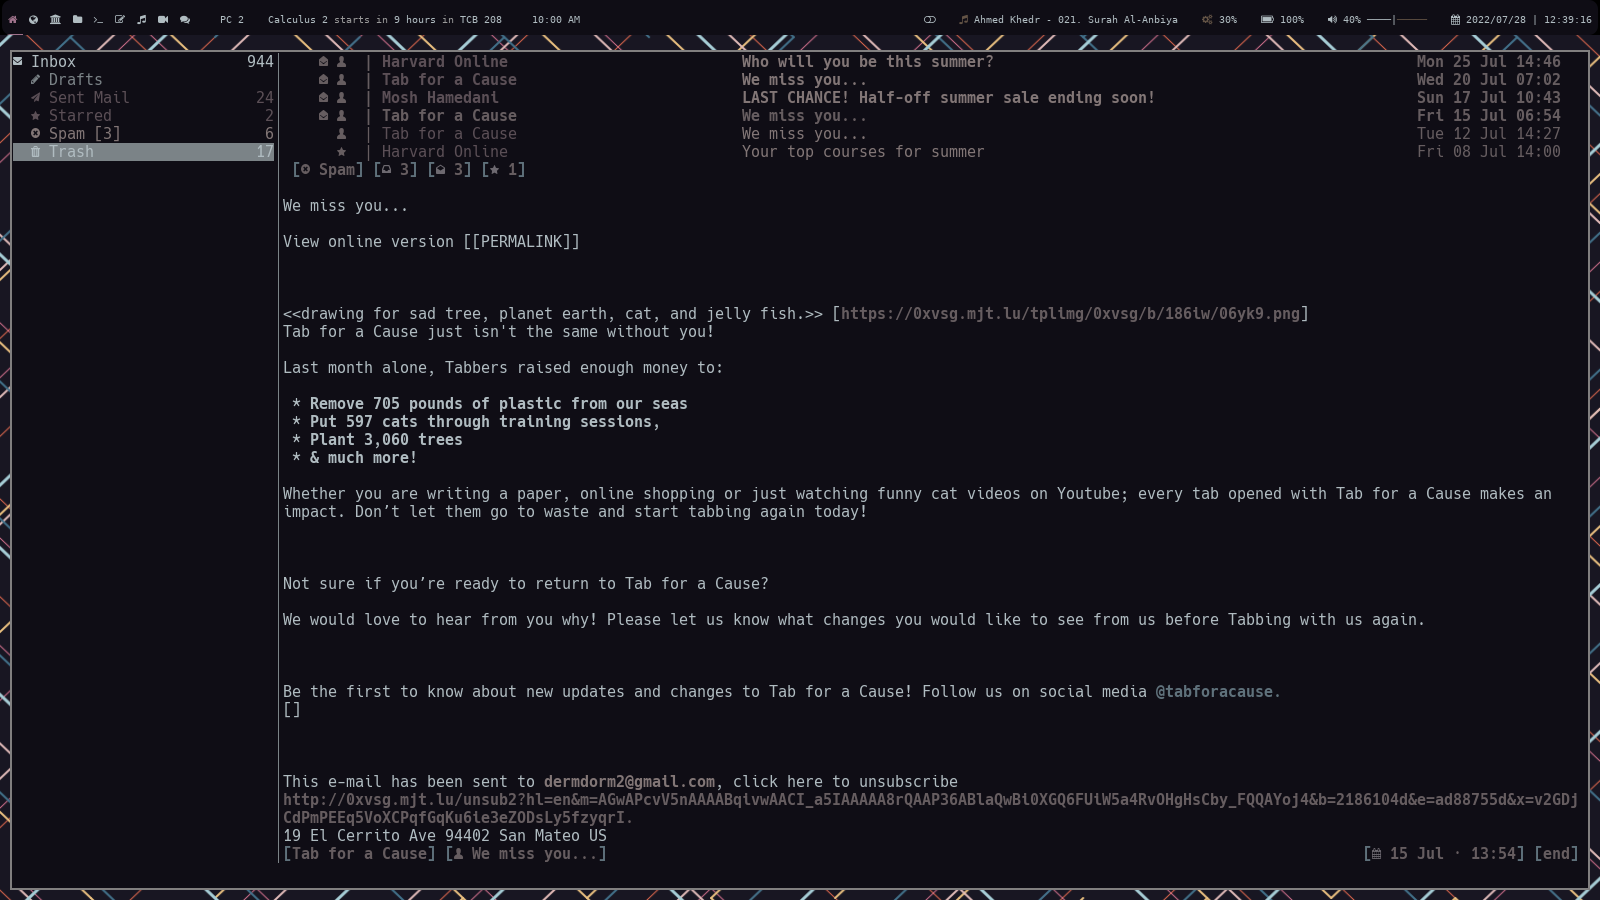 PC 2 Calculus 2 starts in 9 hours in TCB 208 10:00 AM Ahmed Khedr - 021. Surah Al-Anbiya 30% 100% 40% 2022/07/28 | 12:39:16
Inbox 944
Drafts
Sent Mail 24
Starred 2
Spam [3] 6
Trash 17
| Harvard Online Who will you be this summer? Mon 25 Jul 14:46
| Tab for a Cause We miss you... Wed 20 Jul 07:02
| Mosh Hamedani LAST CHANCE! Half-off summer sale ending soon! Sun 17 Jul 10:43
| Tab for a Cause We miss you... Fri 15 Jul 06:54
| Tab for a Cause We miss you... Tue 12 Jul 14:27
| Harvard Online Your top courses for summer Fri 08 Jul 14:00
[ Spam] [ 3] [ 3] [ 1]
We miss you...
View online version [[PERMALINK]]
<<drawing for sad tree, planet earth, cat, and jelly fish.>> [https://0xvsg.mjt.lu/tplimg/0xvsg/b/186iw/06yk9.png]
Tab for a Cause just isn't the same without you!
Last month alone, Tabbers raised enough money to:
* Remove 705 pounds of plastic from our seas
* Put 597 cats through training sessions,
* Plant 3,060 trees
* & much more!
Whether you are writing a paper, online shopping or just watching funny cat videos on Youtube; every tab opened with Tab for a Cause makes an
impact. Don’t let them go to waste and start tabbing again today!
Not sure if you’re ready to return to Tab for a Cause?
We would love to hear from you why! Please let us know what changes you would like to see from us before Tabbing with us again.
Be the first to know about new updates and changes to Tab for a Cause! Follow us on social media @tabforacause.
[]
This e-mail has been sent to dermdorm2@gmail.com, click here to unsubscribe
http://0xvsg.mjt.lu/unsub2?hl=en&m=AGwAPcvV5nAAAABqivwAACI_a5IAAAAA8rQAAP36ABlaQwBi0XGQ6FUiW5a4RvOHgHsCby_FQQAYoj4&b=2186104d&e=ad88755d&x=v2GDj
CdPmPEEq5VoXCPqfGqKu6ie3eZODsLy5fzyqrI.
19 El Cerrito Ave 94402 San Mateo US
[Tab for a Cause] [ We miss you...] [ 15 Jul · 13:54] [end]